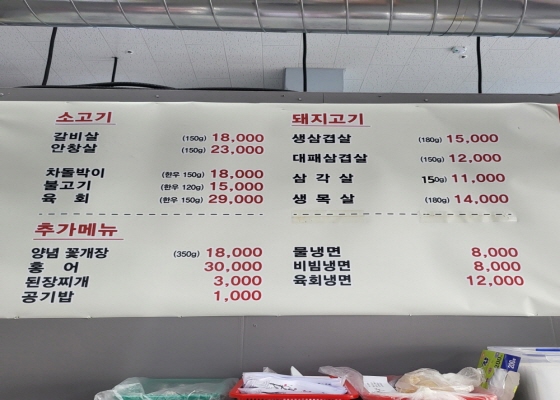 소고기
갈비살 (150g) 18,000
안창살 (150g) 23,000
차돌박이 (한우 150g) 18,000
불고기 (한우 120g) 15,000
육 회 (한우 150g) 29,000
돼지고기
생삼겹살 (180g) 15,000
대패삼겹살 (150g) 12,000
삼 각 살 150g) 11,000
생 목 살 (180g) 14,000
추가메뉴
양념 꽃개장 (350g) 18,000
홍 어 30,000
된장찌개 3,000
공기밥 1,000
물냉면 8,000
비빔냉면 8,000
육회냉면 12,000